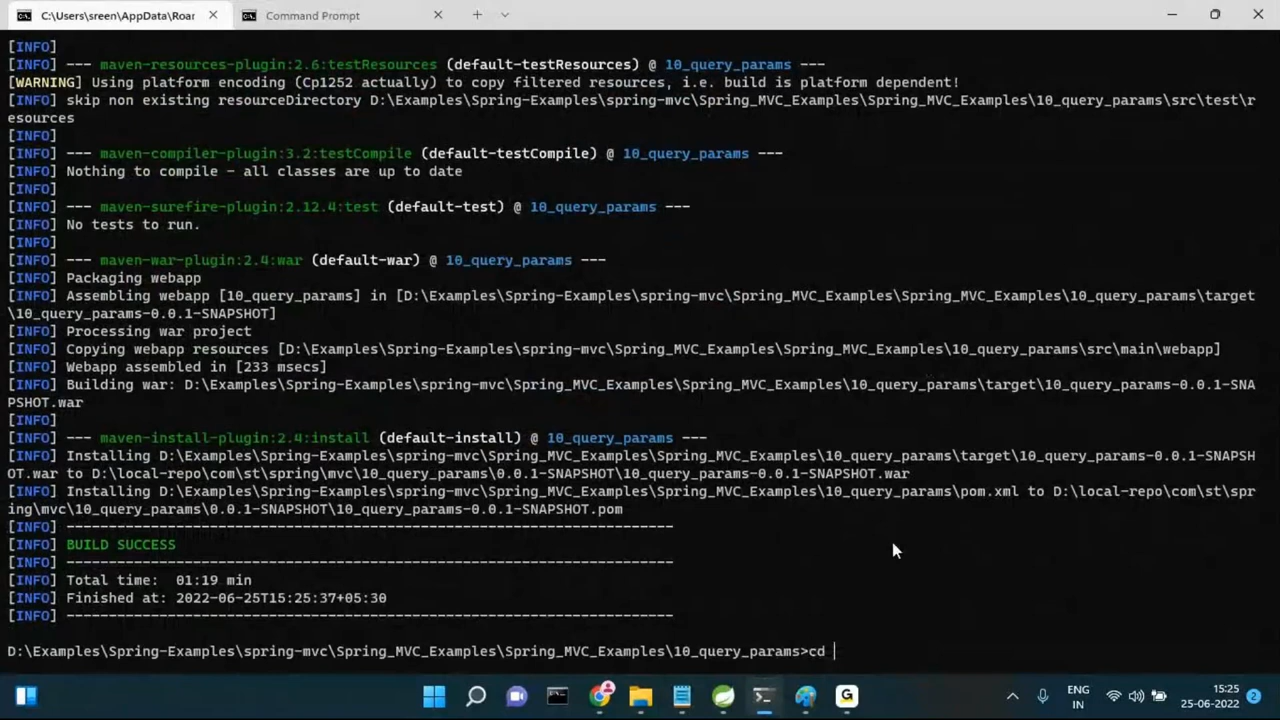 C:\Users\sreen\AppData\Roar
Command Prompt
[INFO]
[INFO] --- maven-resources-plugin:2.6:testResources (default-testResources) @ 10_query_params ---
[WARNING] Using platform encoding (Cp1252 actually) to copy filtered resources, i.e. build is platform dependent!
[INFO] skip non existing resourceDirectory D:\Examples\Spring-Examples\spring-mvc\Spring_MVC_Examples\Spring_MVC_Examples\10_query_params\src\test\r
esources
[INFO]
[INFO] --- maven-compiler-plugin:3.2:testCompile (default-testCompile) @ 10_query_params ---
[INFO] Nothing to compile - all classes are up to date
[INFO]
[INFO] --- maven-surefire-plugin:2.12.4:test (default-test) @ 10_query_params ---
[INFO] No tests to run.
[INFO]
[INFO] --- maven-war-plugin:2.4:war (default-war) @ 10_query_params ---
[INFO] Packaging webapp
[INFO] Assembling webapp [10_query_params] in [D:\Examples\Spring-Examples\spring-mvc\Spring_MVC_Examples\Spring_MVC_Examples\10_query_params\target
\10_query_params-0.0.1-SNAPSHOT]
[INFO] Processing war project
[INFO] Copying webapp resources [D:\Examples\Spring-Examples\spring-mvc\Spring_MVC_Examples\Spring_MVC_Examples\10_query_params\src\main\webapp]
[INFO] Webapp assembled in [233 msecs]
[INFO] Building war: D:\Examples\Spring-Examples\spring-mvc\Spring_MVC_Examples\Spring_MVC_Examples\10_query_params\target\10_query_params-0.0.1-SNA
PSHOT.war
[INFO]
[INFO] --- maven-install-plugin:2.4:install (default-install) @ 10_query_params ---
[INFO] Installing D:\Examples\Spring-Examples\spring-mvc\Spring_MVC_Examples\Spring_MVC_Examples\10_query_params\target\10_query_params-0.0.1-SNAPSH
OT.war to D:\local-repo\com\st\spring\mvc\10_query_params\0.0.1-SNAPSHOT\10_query_params-0.0.1-SNAPSHOT.war
[INFO] Installing D:\Examples\Spring-Examples\spring-mvc\Spring_MVC_Examples\Spring_MVC_Examples\10_query_params\pom.xml to D:\local-repo\com\st\spr
ing\mvc\10_query_params\0.0.1-SNAPSHOT\10_query_params-0.0.1-SNAPSHOT.pom
[INFO] ------------------------------------------------------------------------
[INFO] BUILD SUCCESS
[INFO] ------------------------------------------------------------------------
[INFO] Total time:  01:19 min
[INFO] Finished at: 2022-06-25T15:25:37+05:30
[INFO] ------------------------------------------------------------------------
D:\Examples\Spring-Examples\spring-mvc\Spring_MVC_Examples\Spring_MVC_Examples\10_query_params>cd
ENG
IN
15:25
25-06-2022
2